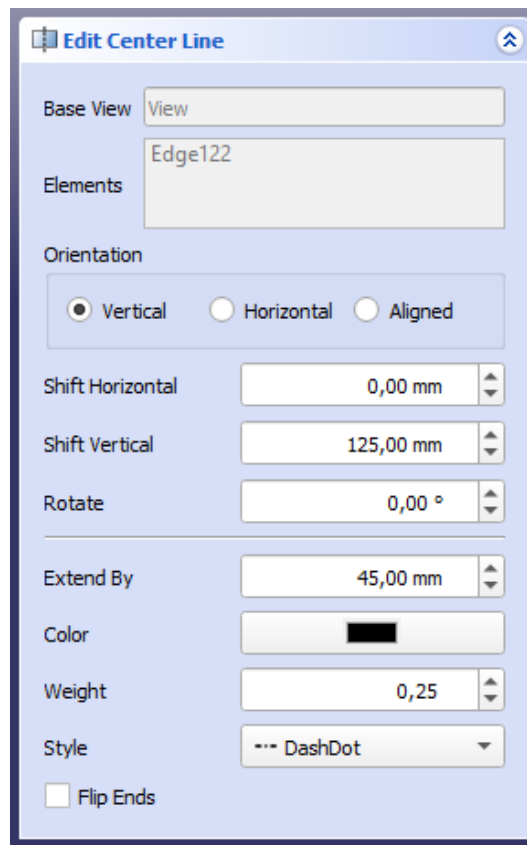 Edit Center Line
Base View View
Elements Edge122
Orientation
Vertical Horizontal Aligned
Shift Horizontal 0,00 mm
Shift Vertical 125,00 mm
Rotate 0,00 °
Extend By 45,00 mm
Color
Weight 0,25
Style DashDot
Flip Ends